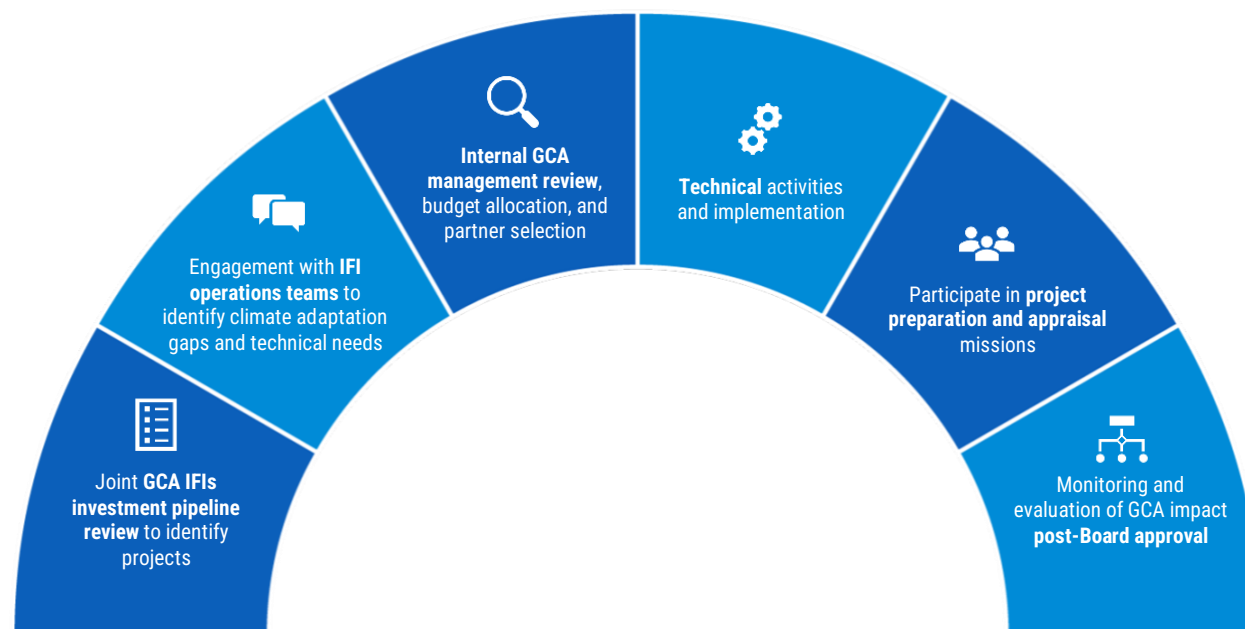 Joint GCA IFIs
investment pipeline
review to identify
projects
Engagement with IFI
operations teams to
identify climate adaptation
gaps and technical needs
Internal GCA
management review,
budget allocation, and
partner selection
Technical activities
and implementation
Participate in project
preparation and appraisal
missions
Monitoring and
evaluation of GCA impact
post-Board approval